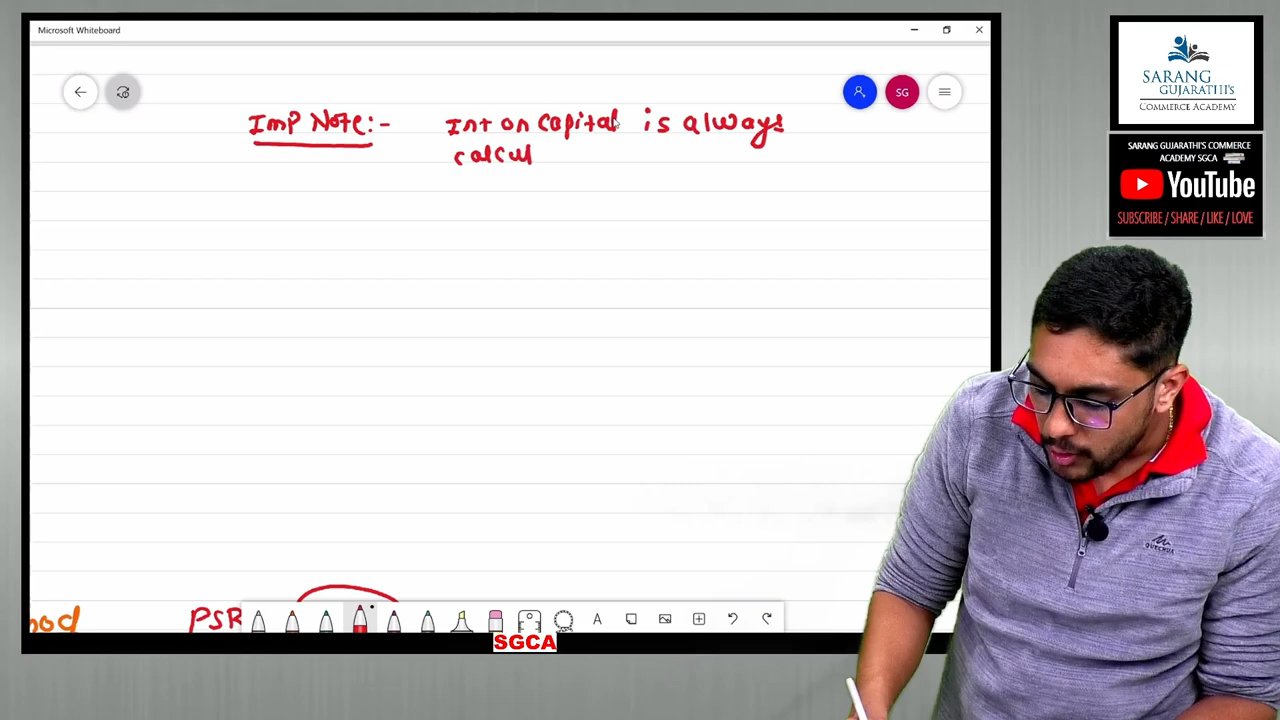 Microsoft Whiteboard
SG
Imp Note:- Int on capital is always
calcul
PSR
A
SGCA
SARANG
GUJARATHI's
COMMERCE ACADEMY
SARANG GUJARATHI'S COMMERCE
ACADEMY SGCA
YouTube
SUBSCRIBE / SHARE / LIKE / LOVE
QUECHUA